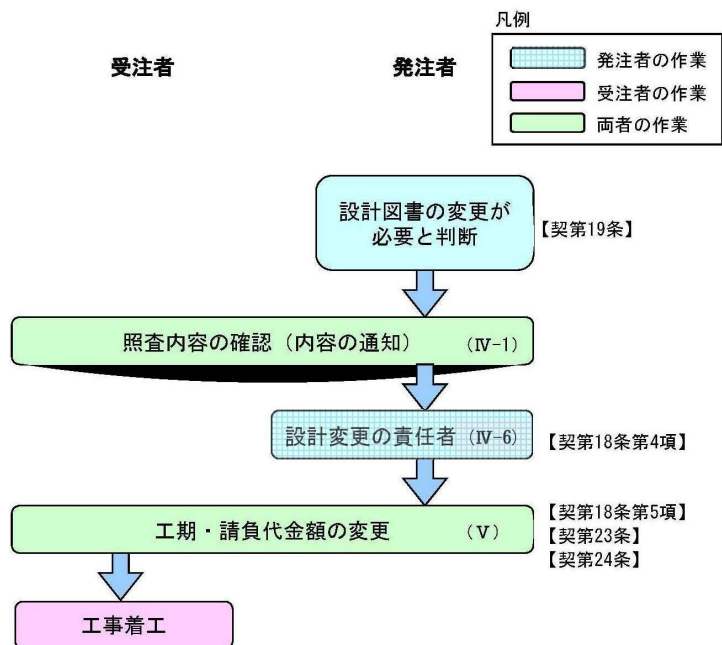 凡例
発注者の作業
受注者の作業
両者の作業
受注者 発注者
設計図書の変更が
必要と判断
【契第19条】
照査内容の確認（内容の通知） (Ⅳ-1)
設計変更の責任者 (Ⅳ-6)
【契第18条第4項】
工期・請負代金額の変更 (Ⅴ)
【契第18条第5項】
【契第23条】
【契第24条】
工事着工